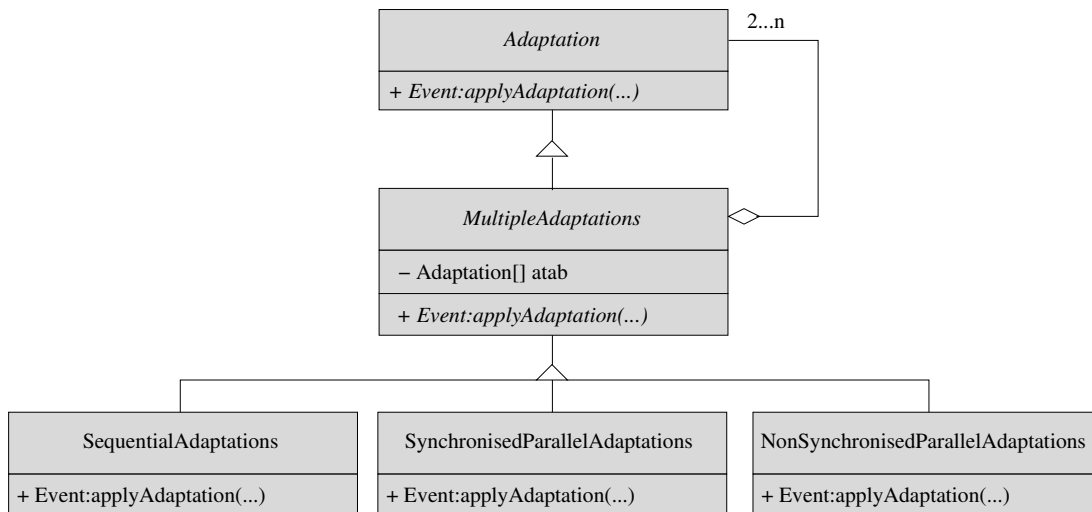 2...n
Adaptation
+ Event:applyAdaptation(...)
MultipleAdaptations
− Adaptation[] atab
+ Event:applyAdaptation(...)
SequentialAdaptations
+ Event:applyAdaptation(...)
SynchronisedParallelAdaptations
+ Event:applyAdaptation(...)
NonSynchronisedParallelAdaptations
+ Event:applyAdaptation(...)